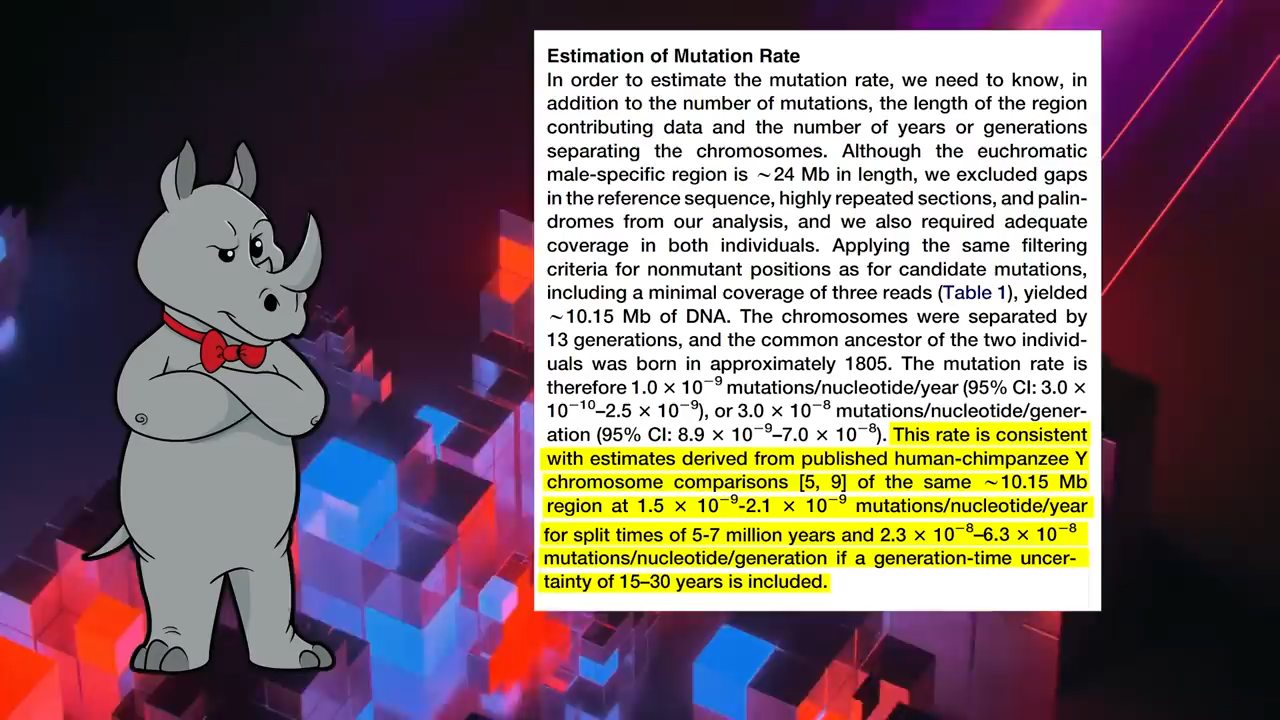 Estimation of Mutation Rate
In order to estimate the mutation rate, we need to know, in
addition to the number of mutations, the length of the region
contributing data and the number of years or generations
separating the chromosomes. Although the euchromatic
male-specific region is ~24 Mb in length, we excluded gaps
in the reference sequence, highly repeated sections, and palin-
dromes from our analysis, and we also required adequate
coverage in both individuals. Applying the same filtering
criteria for nonmutant positions as for candidate mutations,
including a minimal coverage of three reads (Table 1), yielded
~10.15 Mb of DNA. The chromosomes were separated by
13 generations, and the common ancestor of the two individ-
uals was born in approximately 1805. The mutation rate is
therefore 1.0 × 10⁻⁹ mutations/nucleotide/year (95% CI: 3.0 ×
10⁻¹⁰–2.5 × 10⁻⁹), or 3.0 × 10⁻⁸ mutations/nucleotide/gener-
ation (95% CI: 8.9 × 10⁻⁹–7.0 × 10⁻⁸). This rate is consistent
with estimates derived from published human-chimpanzee Y
chromosome comparisons [5, 9] of the same ~10.15 Mb
region at 1.5 × 10⁻⁹-2.1 × 10⁻⁹ mutations/nucleotide/year
for split times of 5-7 million years and 2.3 × 10⁻⁸–6.3 × 10⁻⁸
mutations/nucleotide/generation if a generation-time uncer-
tainty of 15–30 years is included.